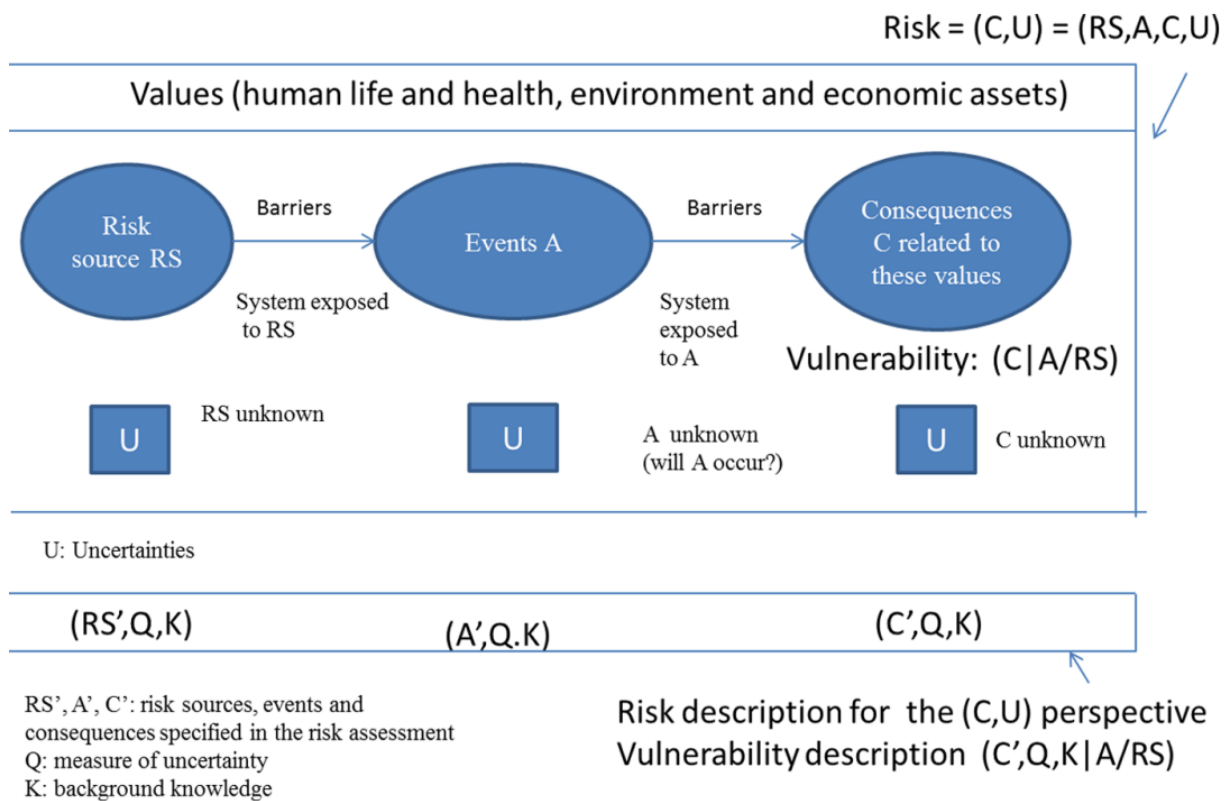 Risk = (C,U) = (RS,A,C,U)
Values (human life and health, environment and economic assets)
Risk
source RS
Barriers
System exposed
to RS
Events A
Barriers
System
exposed
to A
Consequences
C related to
these values
Vulnerability: (C|A/RS)
U
RS unknown
U
A unknown
(will A occur?)
U
C unknown
U: Uncertainties
(RS’,Q,K)
(A’,Q.K)
(C’,Q,K)
RS’, A’, C’: risk sources, events and
consequences specified in the risk assessment
Q: measure of uncertainty
K: background knowledge
Risk description for the (C,U) perspective
Vulnerability description (C’,Q,K|A/RS)